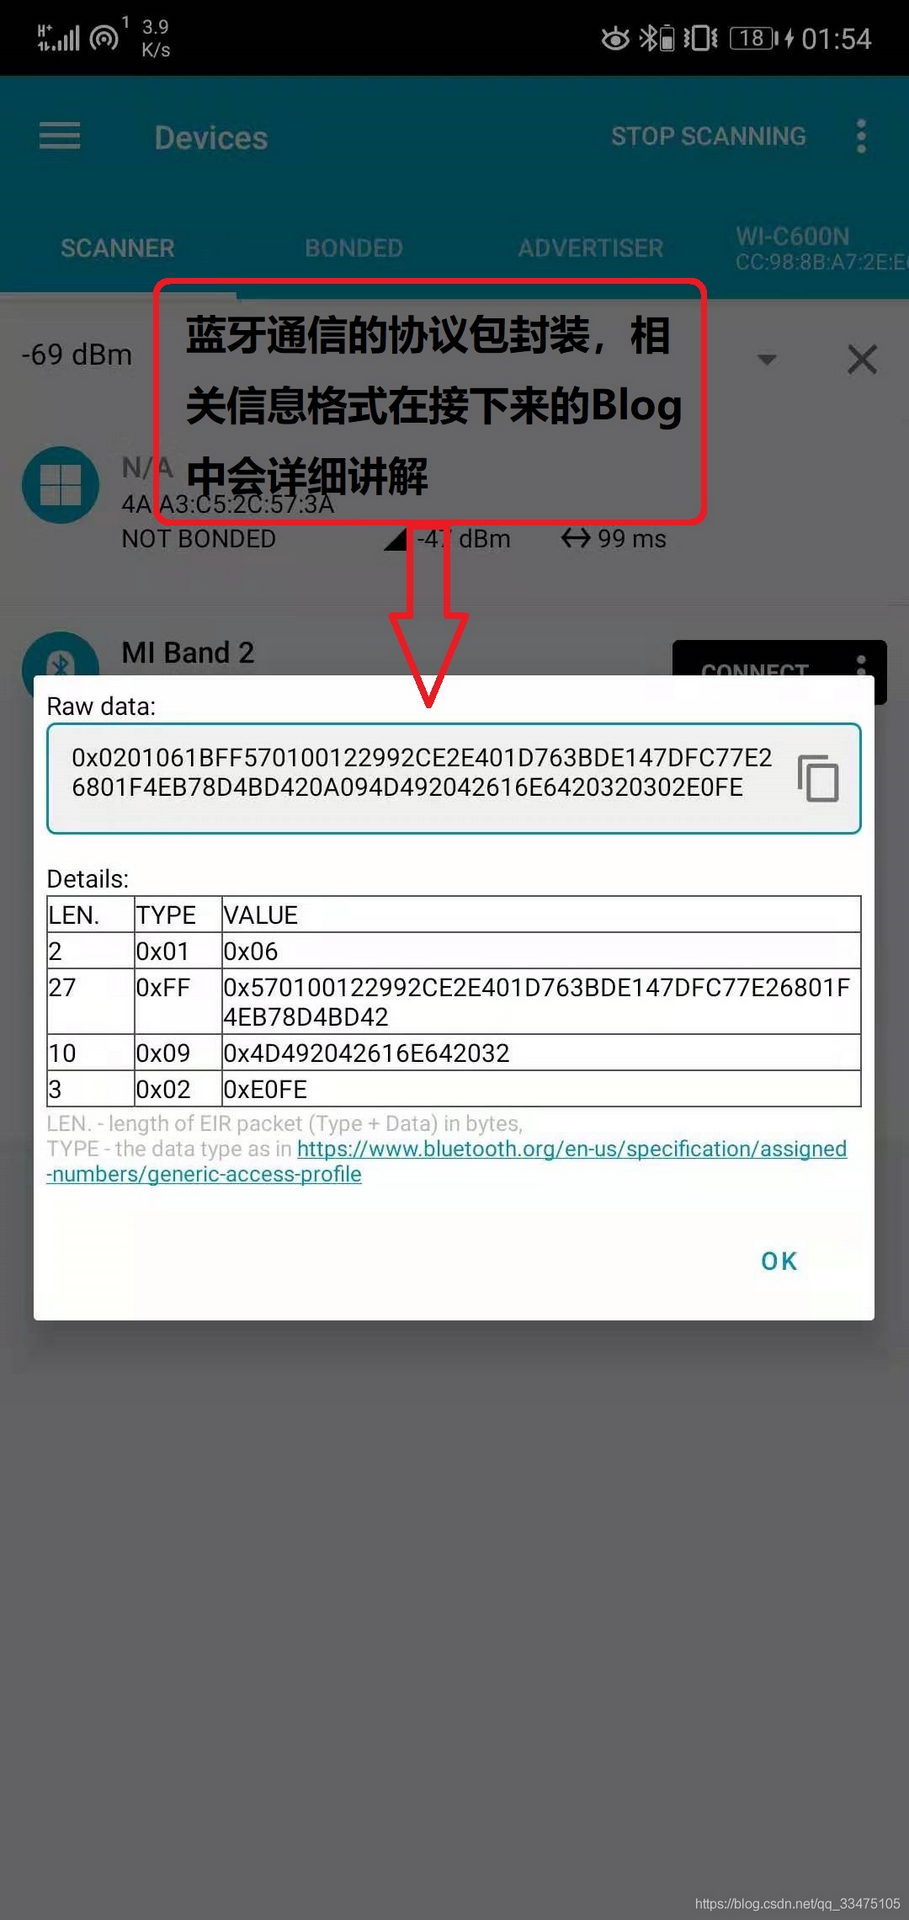 H+
1
3.9
K/s
18
01:54
Devices
STOP SCANNING
SCANNER
BONDED
ADVERTISER
WI-C600N
CC:98:8B:A7:2E:E
-69 dBm
蓝牙通信的协议包封装，相
关信息格式在接下来的Blog
中会详细讲解
N/A
4A:A3:C5:2C:57:3A
NOT BONDED
-47 dBm
99 ms
MI Band 2
CONNECT
Raw data:
0x0201061BFF570100122992CE2E401D763BDE147DFC77E2
6801F4EB78D4BD420A094D492042616E6420320302E0FE
Details:
LEN. TYPE VALUE
2 0x01 0x06
27 0xFF 0x570100122992CE2E401D763BDE147DFC77E26801F
4EB78D4BD42
10 0x09 0x4D492042616E642032
3 0x02 0xE0FE
LEN. - length of EIR packet (Type + Data) in bytes,
TYPE - the data type as in https://www.bluetooth.org/en-us/specification/assigned
-numbers/generic-access-profile
OK
https://blog.csdn.net/qq_33475105